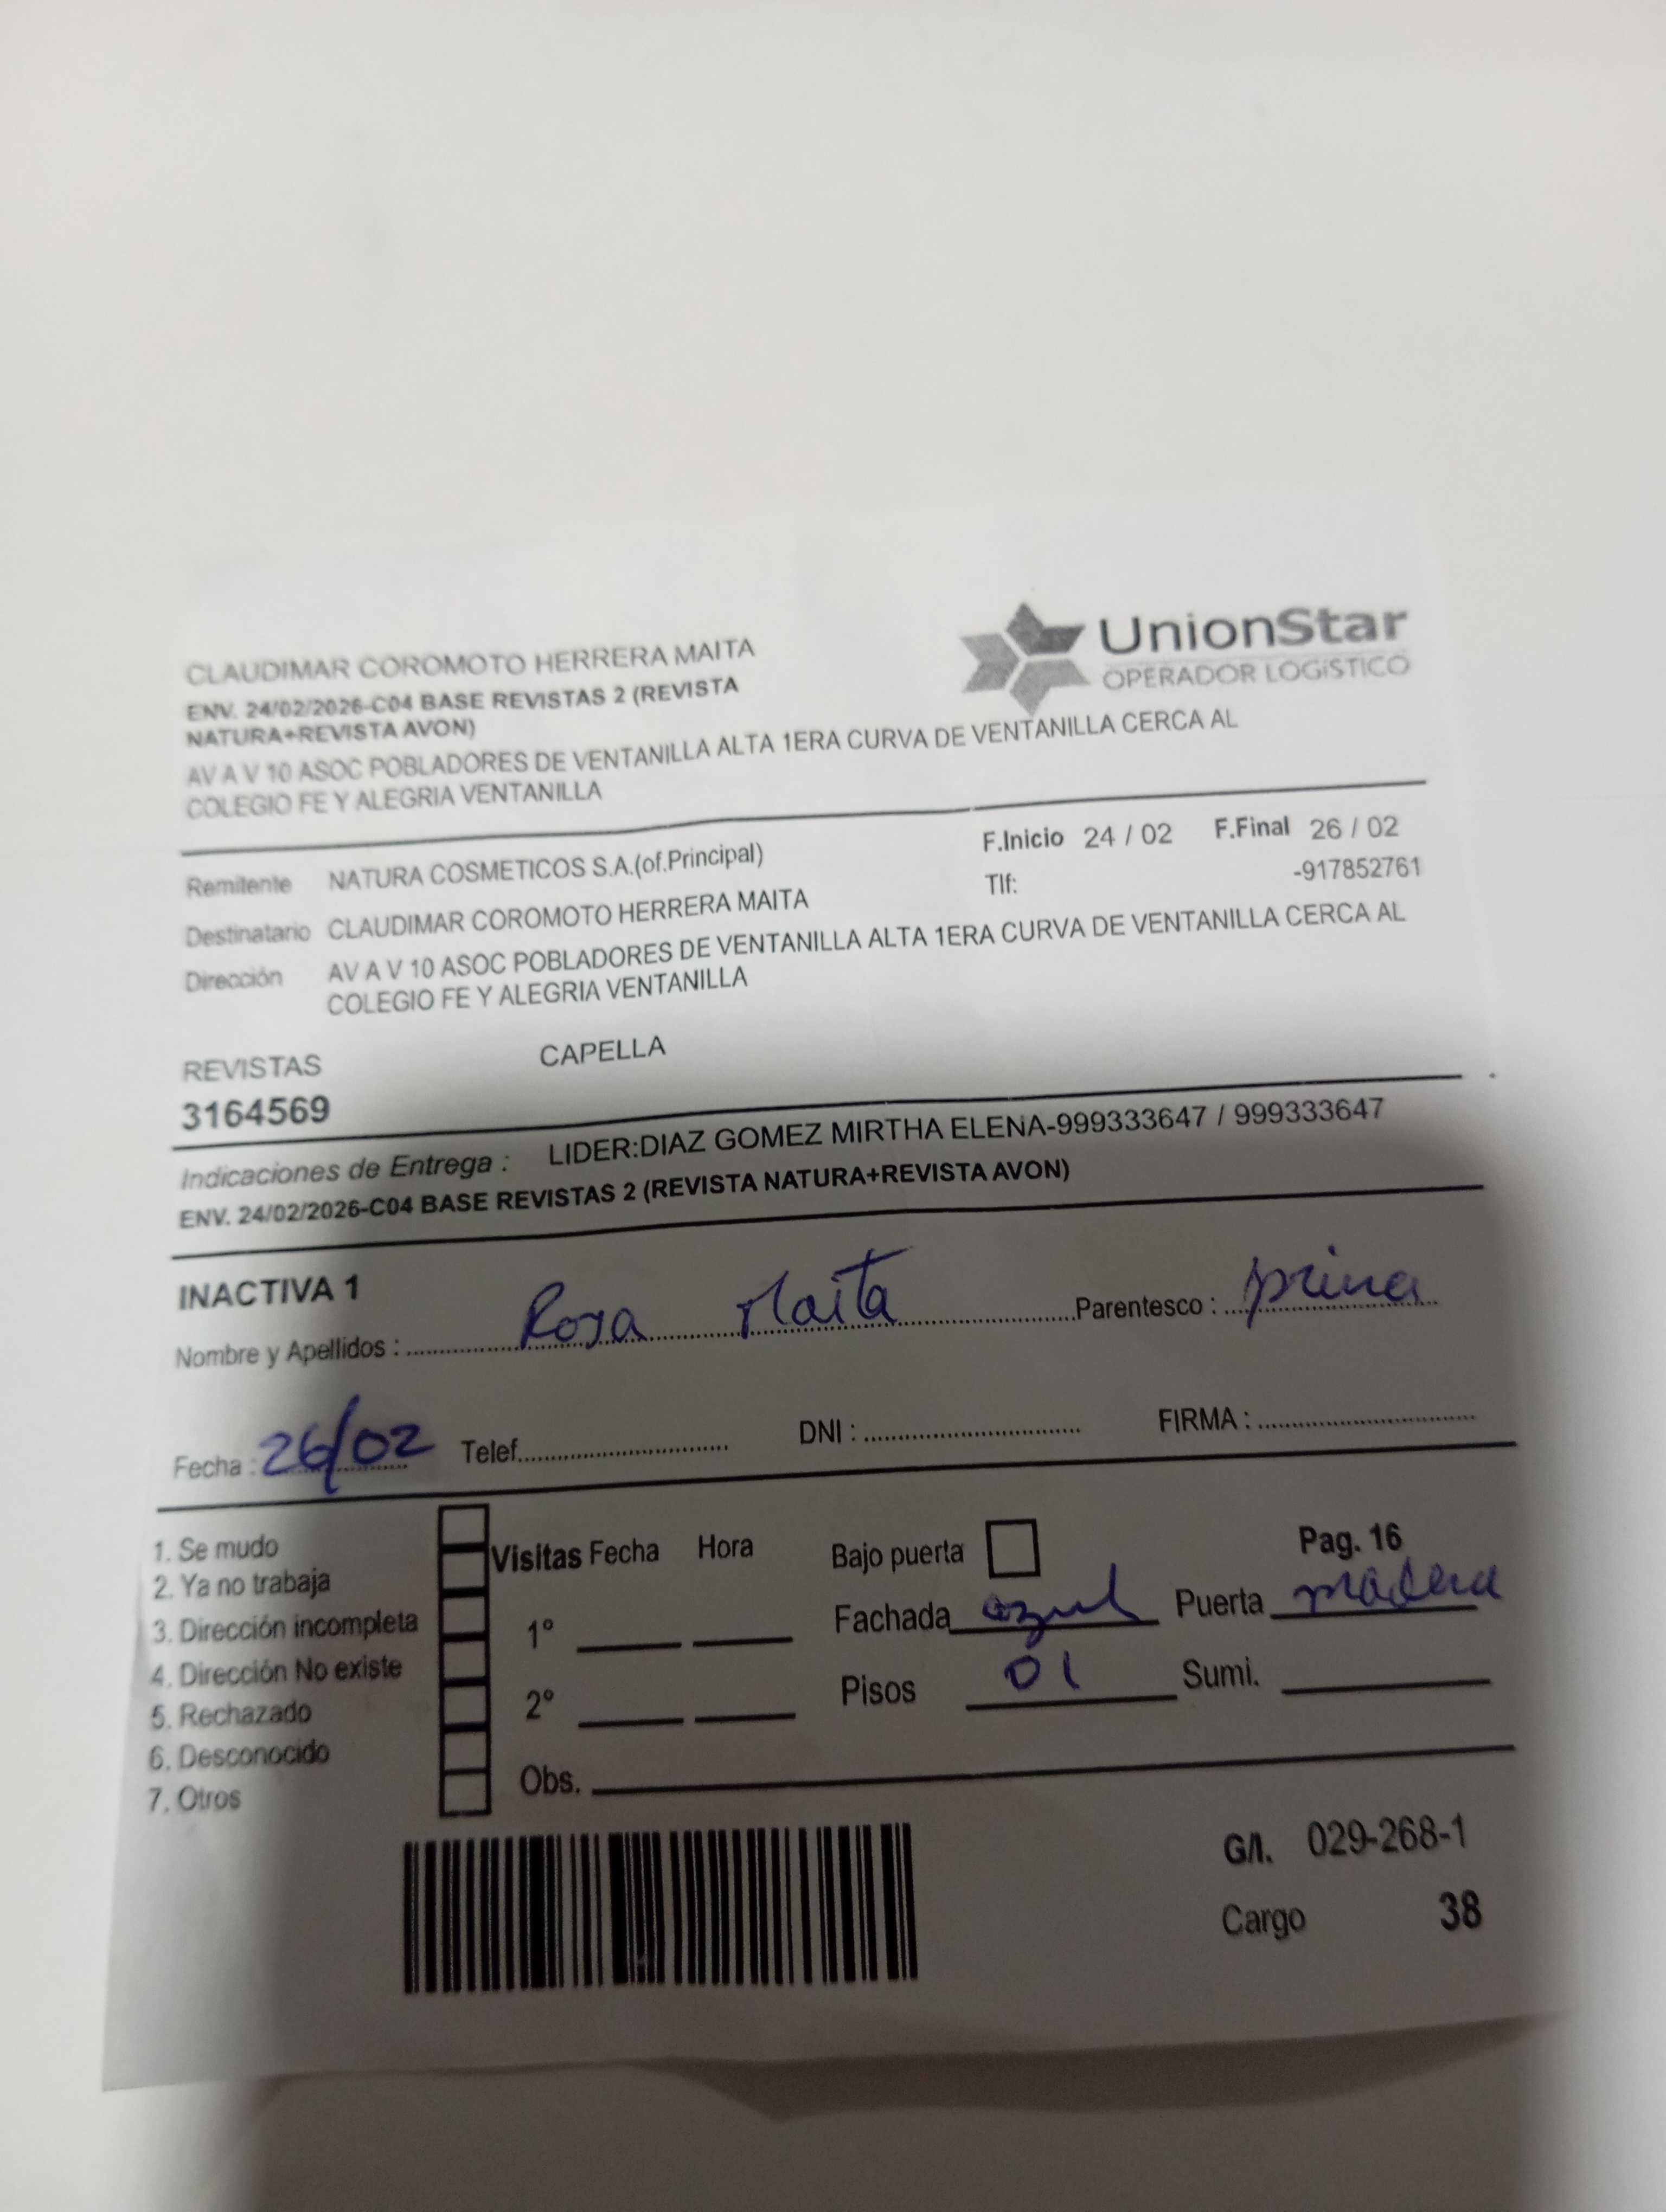 CLAUDIMAR COROMOTO HERRERA MAITA
ENV. 24/02/2026-C04 BASE REVISTAS 2 (REVISTA
NATURA+REVISTA AVON)
UnionStar
OPERADOR LOGÍSTICO
AV A V 10 ASOC POBLADORES DE VENTANILLA ALTA 1ERA CURVA DE VENTANILLA CERCA AL
COLEGIO FE Y ALEGRIA VENTANILLA
Remitente NATURA COSMETICOS S.A.(of.Principal) F.Inicio 24 / 02 F.Final 26 / 02
Destinatario CLAUDIMAR COROMOTO HERRERA MAITA Tlf: -917852761
Dirección AV A V 10 ASOC POBLADORES DE VENTANILLA ALTA 1ERA CURVA DE VENTANILLA CERCA AL
COLEGIO FE Y ALEGRIA VENTANILLA
REVISTAS CAPELLA
3164569
Indicaciones de Entrega : LIDER:DIAZ GOMEZ MIRTHA ELENA-999333647 / 999333647
ENV. 24/02/2026-C04 BASE REVISTAS 2 (REVISTA NATURA+REVISTA AVON)
INACTIVA 1
Nombre y Apellidos : Rosa Maita Parentesco : prima
Fecha : 26/02 Telef. DNI : FIRMA :
1. Se mudo
2. Ya no trabaja
3. Dirección incompleta
4. Dirección No existe
5. Rechazado
6. Desconocido
7. Otros
Visitas Fecha Hora
1º
2º
Obs.
Bajo puerta Pag. 16
Fachada azul Puerta madera
Pisos 01 Sumi.
G/I. 029-268-1
Cargo 38